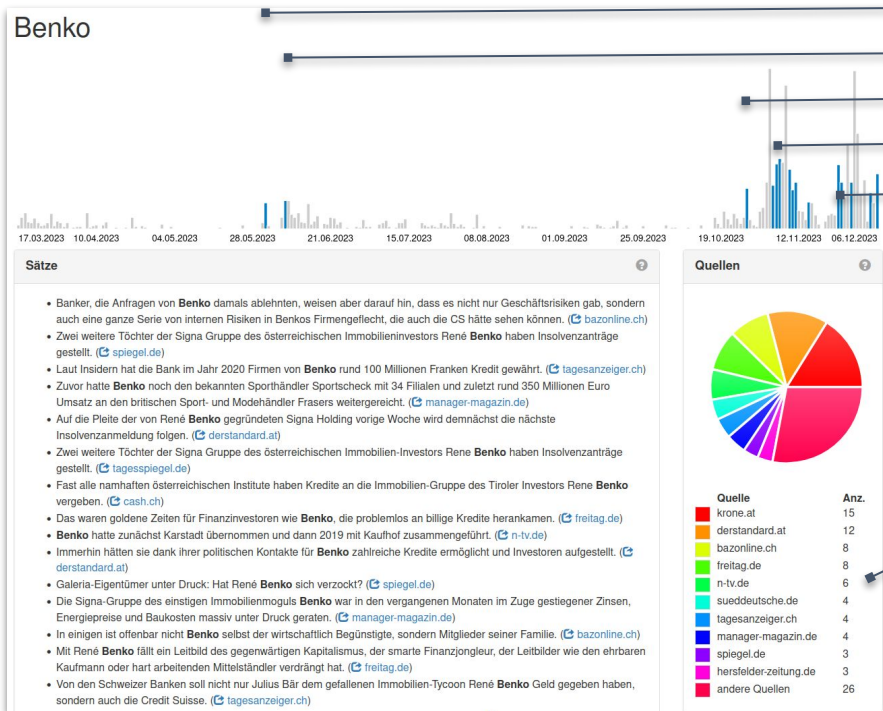 Benko
17.03.2023 10.04.2023 04.05.2023 28.05.2023 21.06.2023 15.07.2023 08.08.2023 01.09.2023 25.09.2023 19.10.2023 12.11.2023 06.12.2023
Sätze
• Banker, die Anfragen von Benko damals ablehnten, weisen aber darauf hin, dass es nicht nur Geschäftsrisiken gab, sondern
auch eine ganze Serie von internen Risiken in Benkos Firmengeflecht, die auch die CS hätte sehen können. (bazonline.ch)
• Zwei weitere Töchter der Signa Gruppe des österreichischen Immobilieninvestors René Benko haben Insolvenzanträge
gestellt. (spiegel.de)
• Laut Insidern hat die Bank im Jahr 2020 Firmen von Benko rund 100 Millionen Franken Kredit gewährt. (tagesanzeiger.ch)
• Zuvor hatte Benko noch den bekannten Sporthändler Sportscheck mit 34 Filialen und zuletzt rund 350 Millionen Euro
Umsatz an den britischen Sport- und Modehändler Frasers weitergereicht. (manager-magazin.de)
• Auf die Pleite der von René Benko gegründeten Signa Holding vorige Woche wird demnächst die nächste
Insolvenzanmeldung folgen. (derstandard.at)
• Zwei weitere Töchter der Signa Gruppe des österreichischen Immobilien-Investors Rene Benko haben Insolvenzanträge
gestellt. (tagesspiegel.de)
• Fast alle namhaften österreichischen Institute haben Kredite an die Immobilien-Gruppe des Tiroler Investors Rene Benko
vergeben. (cash.ch)
• Das waren goldene Zeiten für Finanzinvestoren wie Benko, die problemlos an billige Kredite herankamen. (freitag.de)
• Benko hatte zunächst Karstadt übernommen und dann 2019 mit Kaufhof zusammengeführt. (n-tv.de)
• Immerhin hätten sie dank ihrer politischen Kontakte für Benko zahlreiche Kredite ermöglicht und Investoren aufgestellt. (
derstandard.at)
• Galeria-Eigentümer unter Druck: Hat René Benko sich verzockt? (spiegel.de)
• Die Signa-Gruppe des einstigen Immobilienmoguls Benko war in den vergangenen Monaten im Zuge gestiegener Zinsen,
Energiepreise und Baukosten massiv unter Druck geraten. (manager-magazin.de)
• In einigen ist offenbar nicht Benko selbst der wirtschaftlich Begünstigte, sondern Mitglieder seiner Familie. (bazonline.ch)
• Mit René Benko fällt ein Leitbild des gegenwärtigen Kapitalismus, der smarte Finanzjongleur, der Leitbilder wie den ehrbaren
Kaufmann oder hart arbeitenden Mittelständler verdrängt hat. (freitag.de)
• Von den Schweizer Banken soll nicht nur Julius Bär dem gefallenen Immobilien-Tycoon René Benko Geld gegeben haben,
sondern auch die Credit Suisse. (tagesanzeiger.ch)
Quellen
Quelle Anz.
krone.at 15
derstandard.at 12
bazonline.ch 8
freitag.de 8
n-tv.de 6
sueddeutsche.de 4
tagesanzeiger.ch 4
manager-magazin.de 4
spiegel.de 3
hersfelder-zeitung.de 3
andere Quellen 26